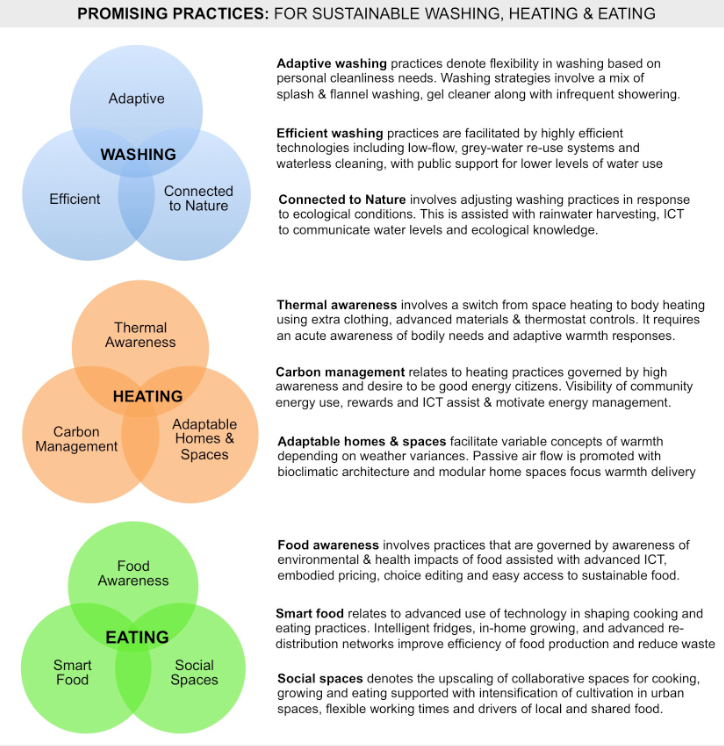 PROMISING PRACTICES: FOR SUSTAINABLE WASHING, HEATING & EATING
Adaptive
WASHING
Efficient
Connected
to Nature
Adaptive washing practices denote flexibility in washing based on
personal cleanliness needs. Washing strategies involve a mix of
splash & flannel washing, gel cleaner along with infrequent showering.
Efficient washing practices are facilitated by highly efficient
technologies including low-flow, grey-water re-use systems and
waterless cleaning, with public support for lower levels of water use
Connected to Nature involves adjusting washing practices in response
to ecological conditions. This is assisted with rainwater harvesting, ICT
to communicate water levels and ecological knowledge.
Thermal
Awareness
HEATING
Carbon
Management
Adaptable
Homes &
Spaces
Thermal awareness involves a switch from space heating to body heating
using extra clothing, advanced materials & thermostat controls. It requires
an acute awareness of bodily needs and adaptive warmth responses.
Carbon management relates to heating practices governed by high
awareness and desire to be good energy citizens. Visibility of community
energy use, rewards and ICT assist & motivate energy management.
Adaptable homes & spaces facilitate variable concepts of warmth
depending on weather variances. Passive air flow is promoted with
bioclimatic architecture and modular home spaces focus warmth delivery
Food
Awareness
EATING
Smart
Food
Social
Spaces
Food awareness involves practices that are governed by awareness of
environmental & health impacts of food assisted with advanced ICT,
embodied pricing, choice editing and easy access to sustainable food.
Smart food relates to advanced use of technology in shaping cooking and
eating practices. Intelligent fridges, in-home growing, and advanced re-
distribution networks improve efficiency of food production and reduce waste
Social spaces denotes the upscaling of collaborative spaces for cooking,
growing and eating supported with intensification of cultivation in urban
spaces, flexible working times and drivers of local and shared food.